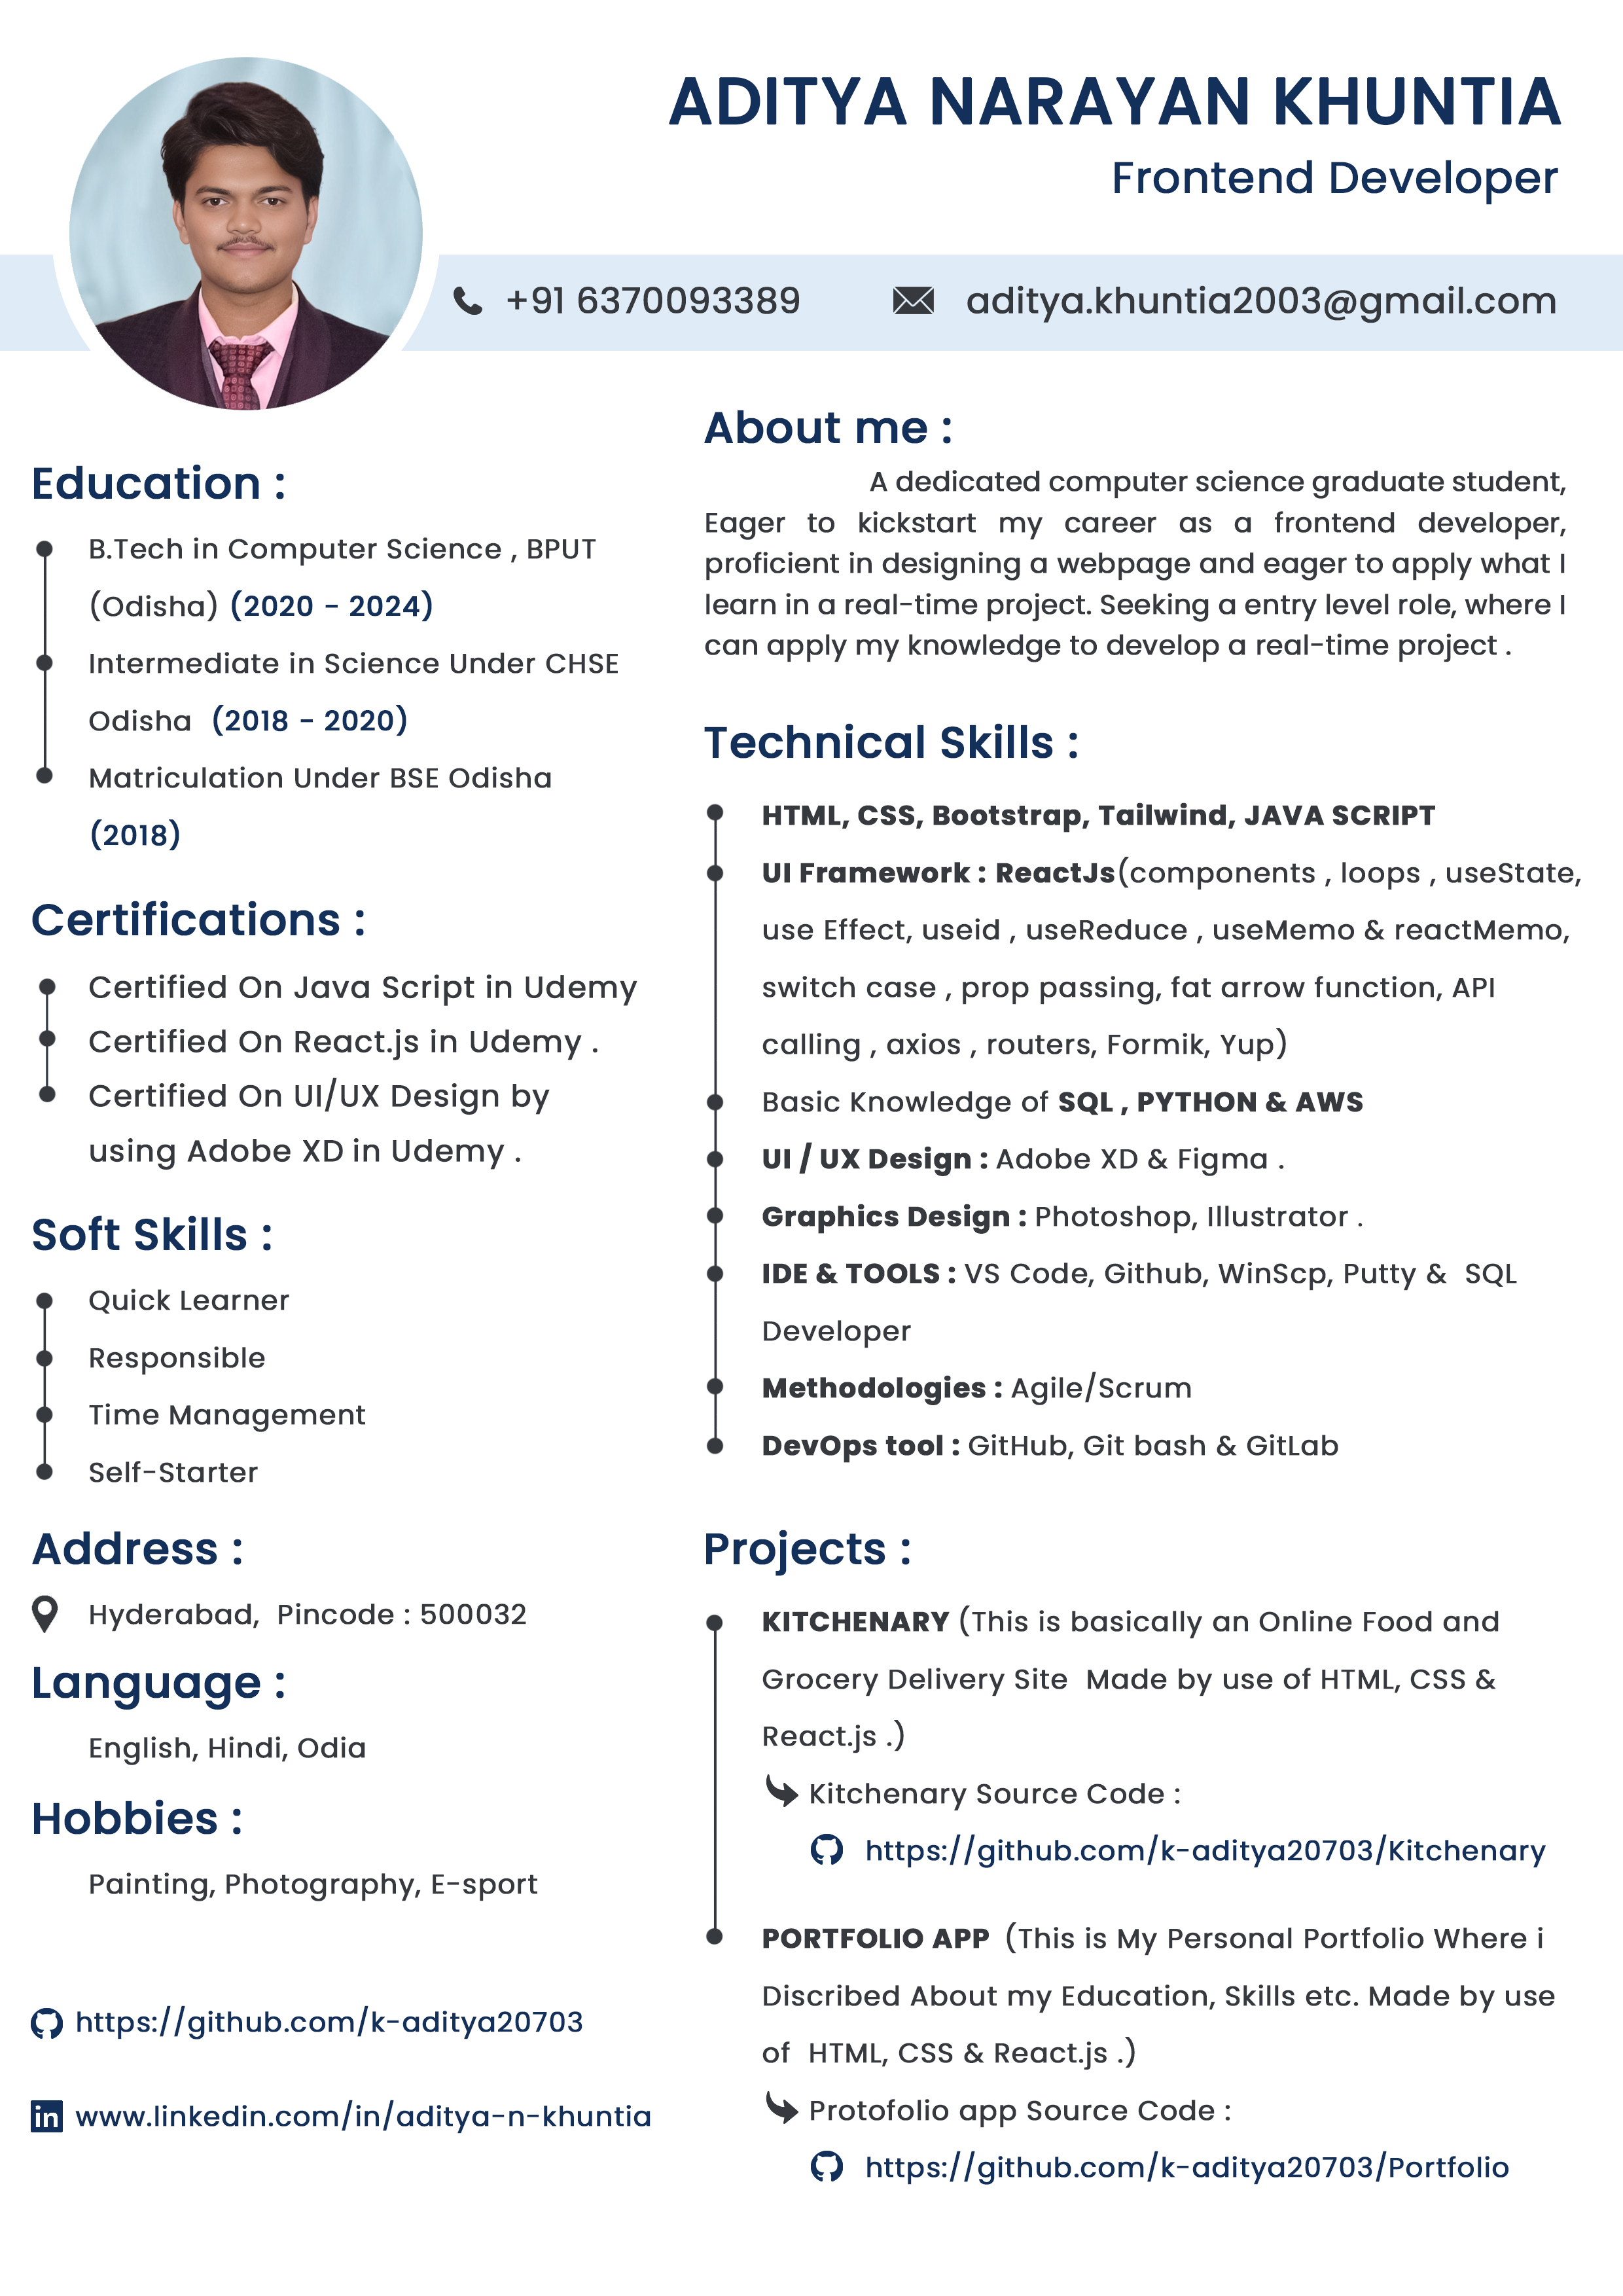 ADITYA NARAYAN KHUNTIA
Frontend Developer
+91 6370093389
aditya.khuntia2003@gmail.com
Education :
B.Tech in Computer Science , BPUT
(Odisha) (2020 - 2024)
Intermediate in Science Under CHSE
Odisha (2018 - 2020)
Matriculation Under BSE Odisha
(2018)
Certifications :
Certified On Java Script in Udemy
Certified On React.js in Udemy .
Certified On UI/UX Design by
using Adobe XD in Udemy .
Soft Skills :
Quick Learner
Responsible
Time Management
Self-Starter
Address :
Hyderabad, Pincode : 500032
Language :
English, Hindi, Odia
Hobbies :
Painting, Photography, E-sport
https://github.com/k-aditya20703
in www.linkedin.com/in/aditya-n-khuntia
About me :
A dedicated computer science graduate student,
Eager to kickstart my career as a frontend developer,
proficient in designing a webpage and eager to apply what I
learn in a real-time project. Seeking a entry level role, where I
can apply my knowledge to develop a real-time project .
Technical Skills :
HTML, CSS, Bootstrap, Tailwind, JAVA SCRIPT
UI Framework : ReactJs(components , loops , useState,
use Effect, useid , useReduce , useMemo & reactMemo,
switch case , prop passing, fat arrow function, API
calling , axios , routers, Formik, Yup)
Basic Knowledge of SQL , PYTHON & AWS
UI / UX Design : Adobe XD & Figma .
Graphics Design : Photoshop, Illustrator .
IDE & TOOLS : VS Code, Github, WinScp, Putty & SQL
Developer
Methodologies : Agile/Scrum
DevOps tool : GitHub, Git bash & GitLab
Projects :
KITCHENARY (This is basically an Online Food and
Grocery Delivery Site Made by use of HTML, CSS &
React.js .)
Kitchenary Source Code :
https://github.com/k-aditya20703/Kitchenary
PORTFOLIO APP (This is My Personal Portfolio Where i
Discribed About my Education, Skills etc. Made by use
of HTML, CSS & React.js .)
Protofolio app Source Code :
https://github.com/k-aditya20703/Portfolio